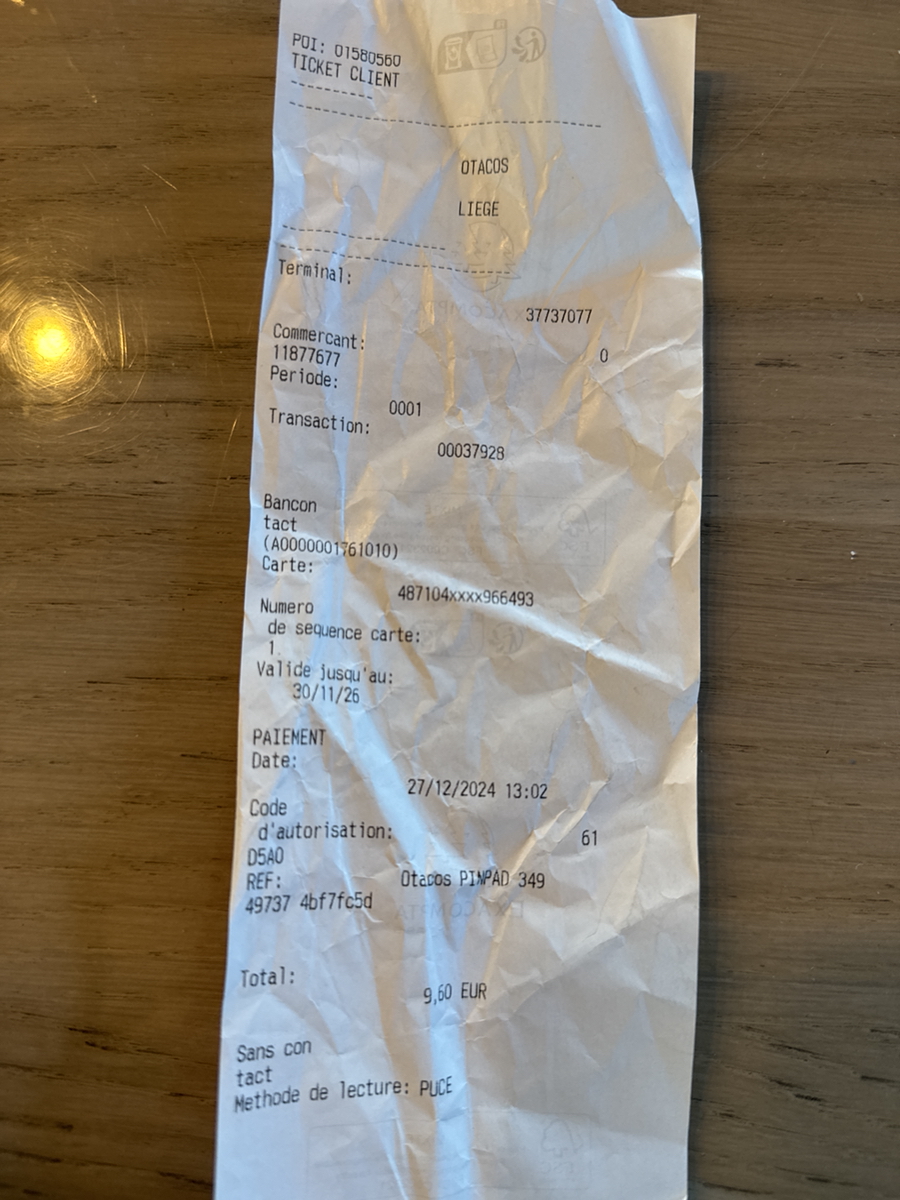 POI: 01580560
TICKET CLIENT
----------
------------------------------------
OTACOS
LIEGE
-------------------
---------------------------
Terminal:
37737077
Commercant: 0
11877677
Periode:
0001
Transaction:
00037928
Bancon
tact
(A0000001761010)
Carte:
487104xxxx966493
Numero
de sequence carte:
1
Valide jusqu'au:
30/11/26
PAIEMENT
Date:
27/12/2024 13:02
Code
d'autorisation: 61
D5A0
REF: Otacos PINPAD 349
49737 4bf7fc5d
Total:
9,60 EUR
Sans con
tact
Methode de lecture: PUCE
EXACOMPTA
EXACOMPTA